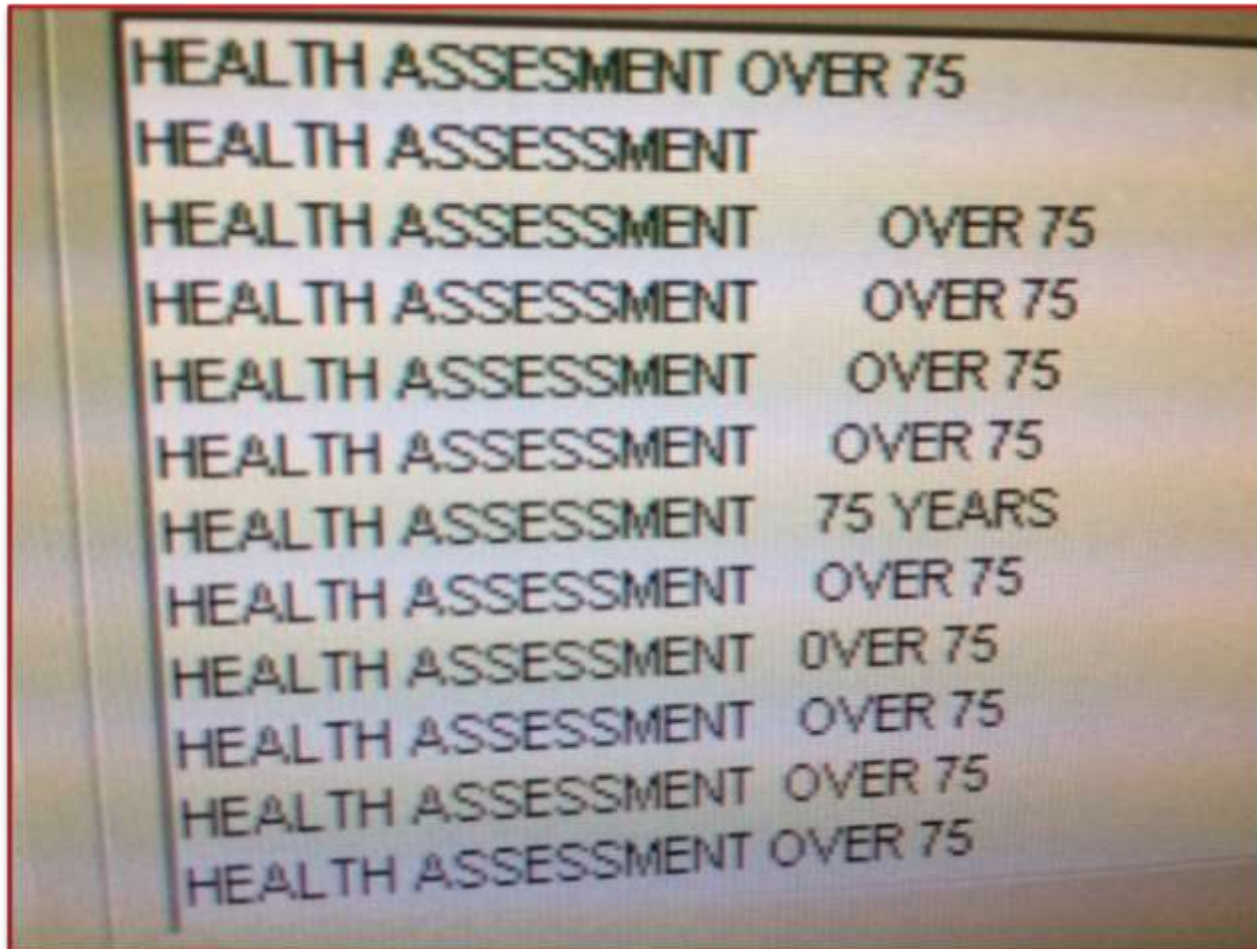 HEALTH ASSESMENT OVER 75
HEALTH ASSESSMENT
HEALTH ASSESSMENT      OVER 75
HEALTH ASSESSMENT     OVER 75
HEALTH ASSESSMENT    OVER 75
HEALTH ASSESSMENT    OVER 75
HEALTH ASSESSMENT   75 YEARS
HEALTH ASSESSMENT   OVER 75
HEALTH ASSESSMENT  0VER 75
HEALTH ASSESSMENT  OVER 75
HEALTH ASSESSMENT  OVER 75
HEALTH ASSESSMENT OVER 75